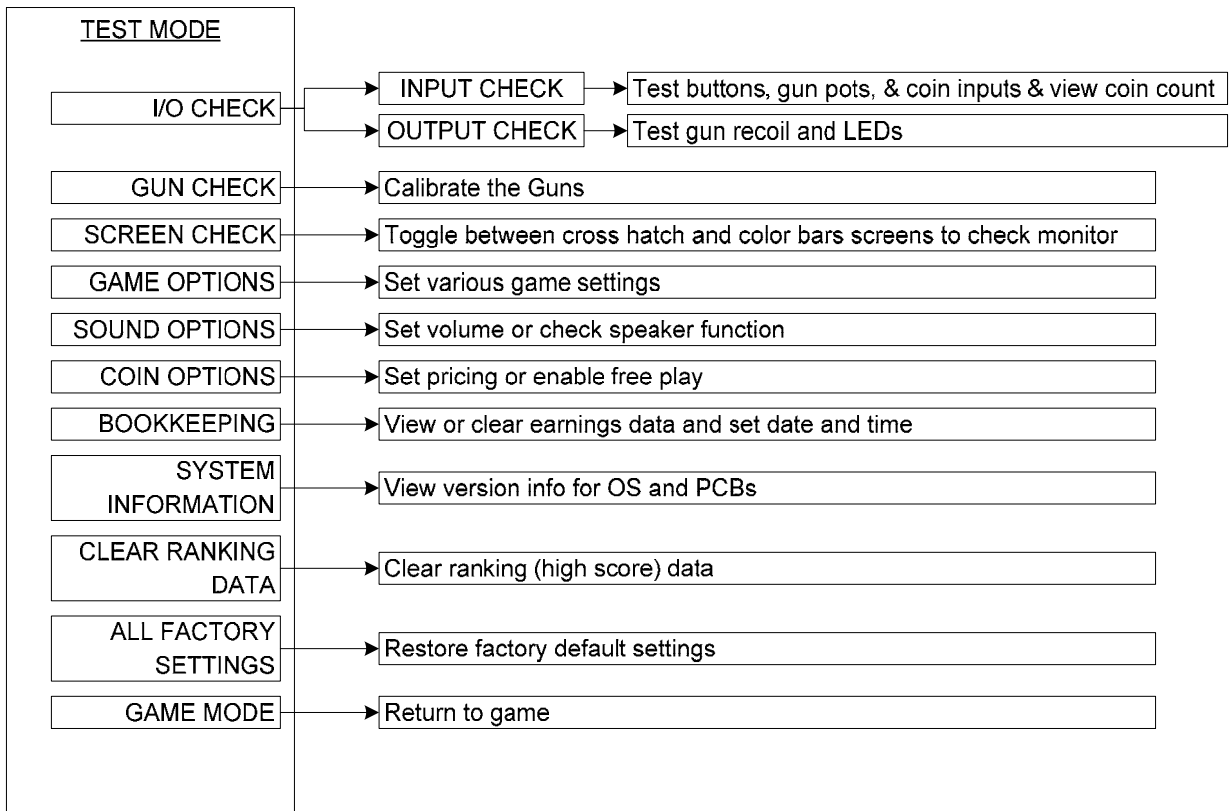 TEST MODE
I/O CHECK
INPUT CHECK
Test buttons, gun pots, & coin inputs & view coin count
OUTPUT CHECK
Test gun recoil and LEDs
GUN CHECK
Calibrate the Guns
SCREEN CHECK
Toggle between cross hatch and color bars screens to check monitor
GAME OPTIONS
Set various game settings
SOUND OPTIONS
Set volume or check speaker function
COIN OPTIONS
Set pricing or enable free play
BOOKKEEPING
View or clear earnings data and set date and time
SYSTEM
INFORMATION
View version info for OS and PCBs
CLEAR RANKING
DATA
Clear ranking (high score) data
ALL FACTORY
SETTINGS
Restore factory default settings
GAME MODE
Return to game